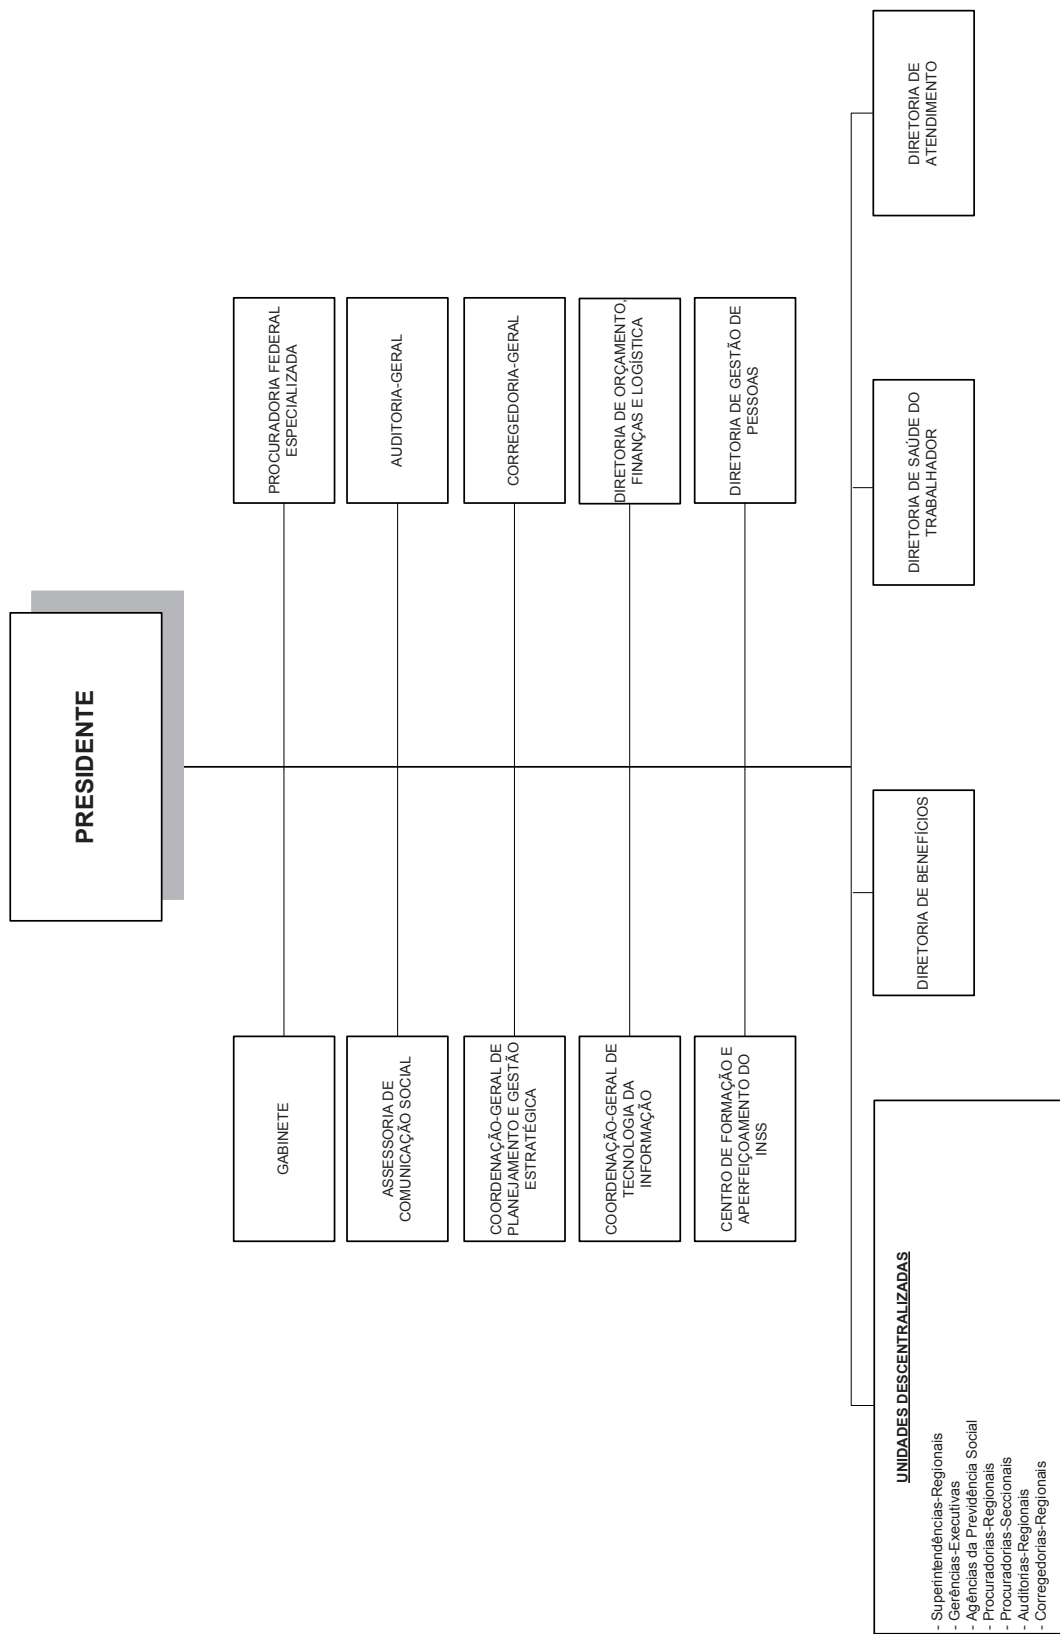 PRESIDENTE
GABINETE
PROCURADORIA FEDERAL
ESPECIALIZADA
ASSESSORIA DE
COMUNICAÇÃO SOCIAL
AUDITORIA-GERAL
COORDENAÇÃO-GERAL DE
PLANEJAMENTO E GESTÃO
ESTRATÉGICA
CORREGEDORIA-GERAL
COORDENAÇÃO-GERAL DE
TECNOLOGIA DA
INFORMAÇÃO
DIRETORIA DE ORÇAMENTO,
FINANÇAS E LOGÍSTICA
CENTRO DE FORMAÇÃO E
APERFEIÇOAMENTO DO
INSS
DIRETORIA DE GESTÃO DE
PESSOAS
UNIDADES DESCENTRALIZADAS
- Superintendências-Regionais
- Gerências-Executivas
- Agências da Previdência Social
- Procuradorias-Regionais
- Procuradorias-Seccionais
- Auditorias-Regionais
- Corregedorias-Regionais
DIRETORIA DE BENEFÍCIOS
DIRETORIA DE SAÚDE DO
TRABALHADOR
DIRETORIA DE
ATENDIMENTO